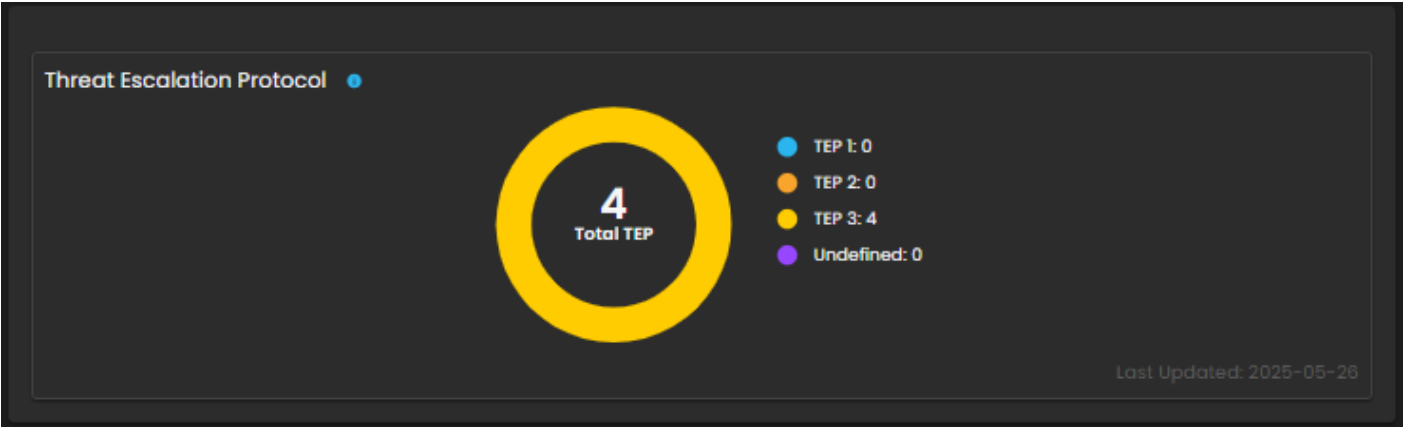 Threat Escalation Protocol
4
Total TEP
TEP 1: 0
TEP 2: 0
TEP 3: 4
Undefined: 0
Last Updated: 2025-05-26